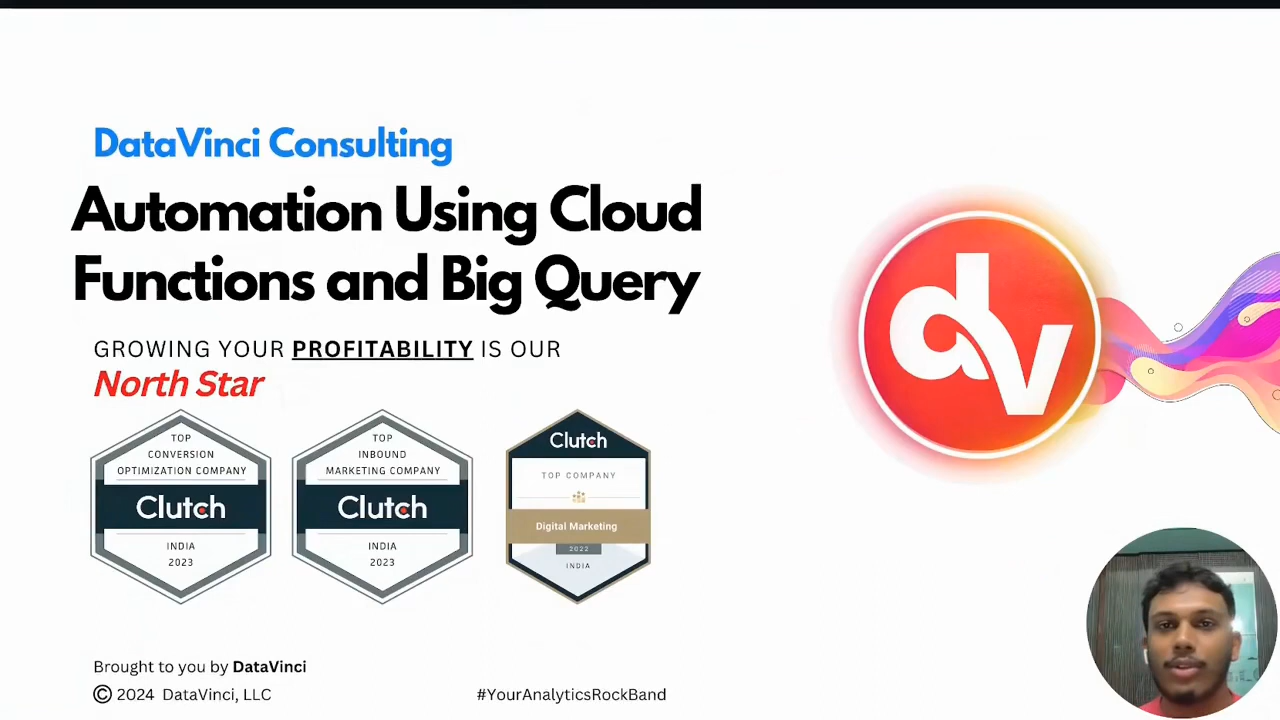 DataVinci Consulting
Automation Using Cloud
Functions and Big Query
GROWING YOUR PROFITABILITY IS OUR
North Star
TOP
CONVERSION
OPTIMIZATION COMPANY
Clutch
INDIA
2023
TOP
INBOUND
MARKETING COMPANY
Clutch
INDIA
2023
Clutch
TOP COMPANY
Digital Marketing
2022
INDIA
dv
Brought to you by DataVinci
© 2024 DataVinci, LLC
#YourAnalyticsRockBand